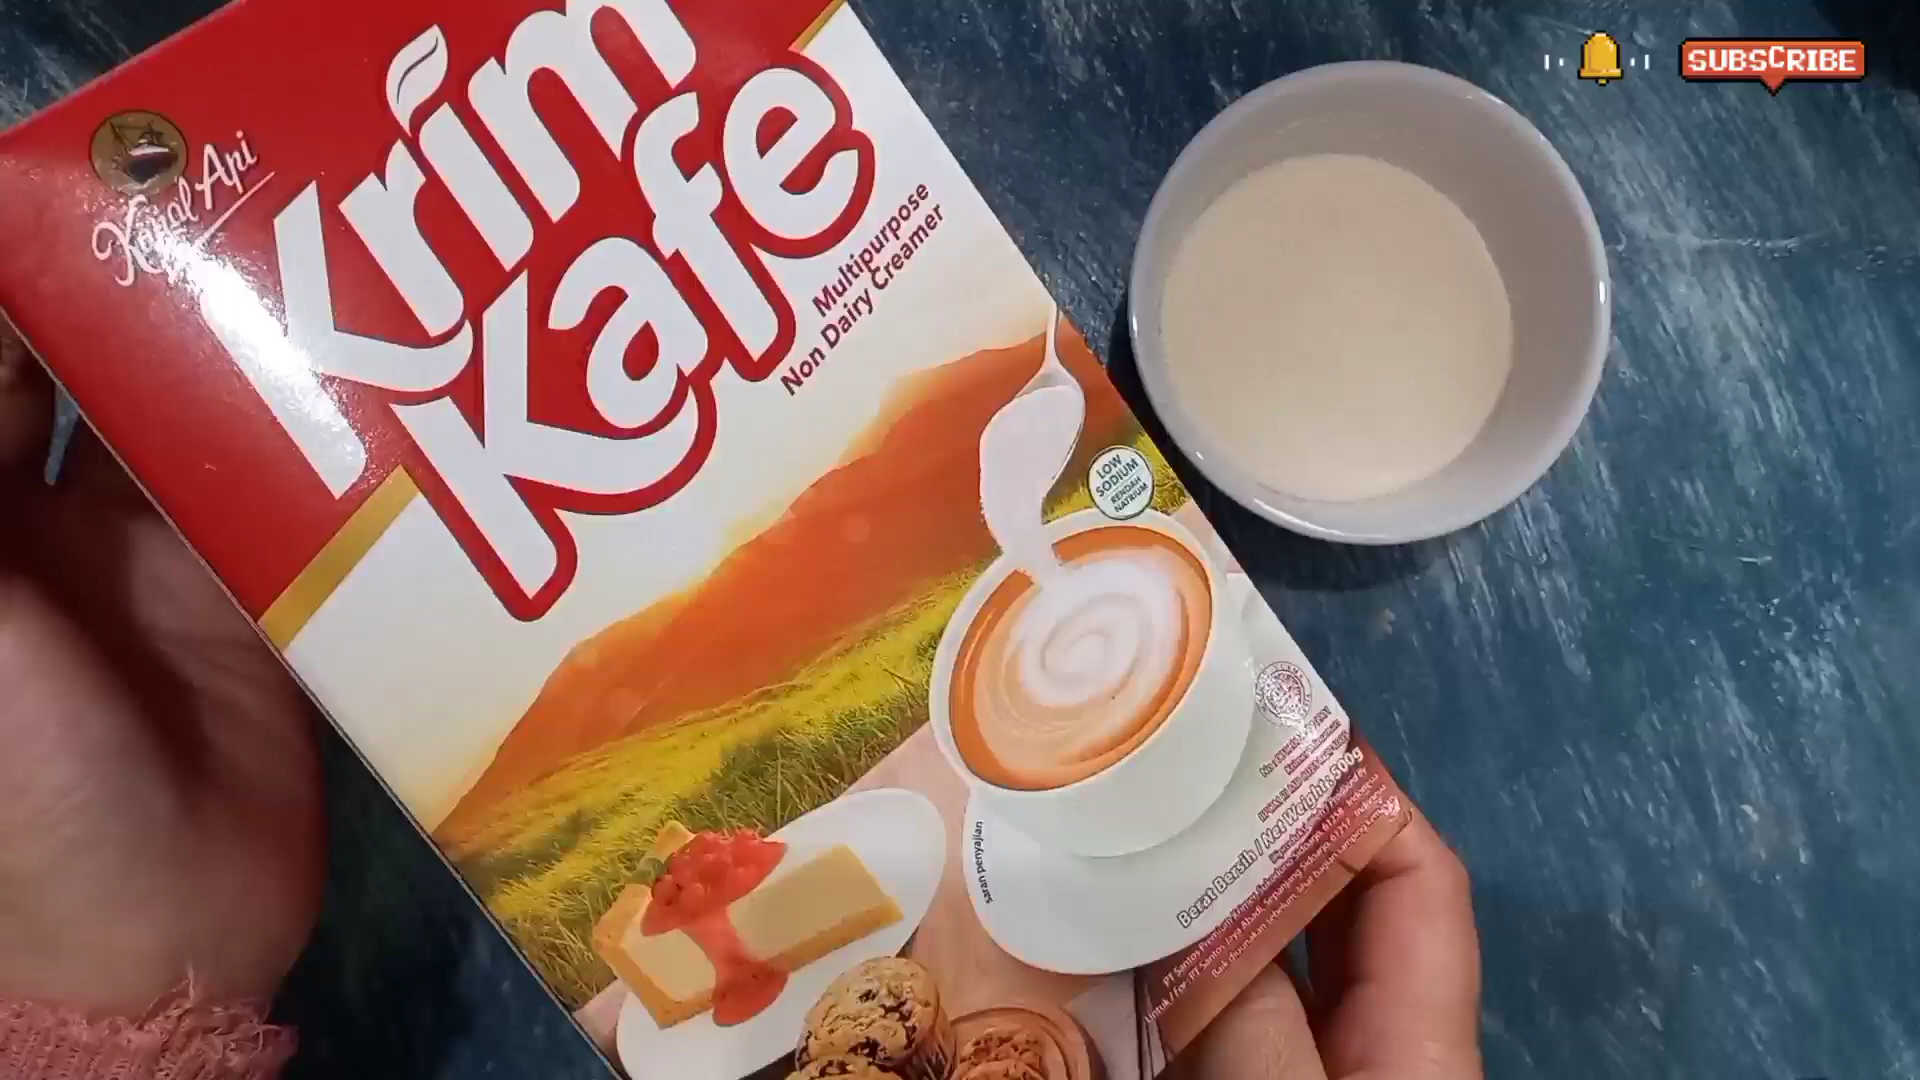 SUBSCRIBE
Kapal Api
Krim
Kafe
Multipurpose
Non Dairy Creamer
LOW
SODIUM
RENDAH
NATRIUM
saran penyajian
Berat Bersih / Net Weight: 500g